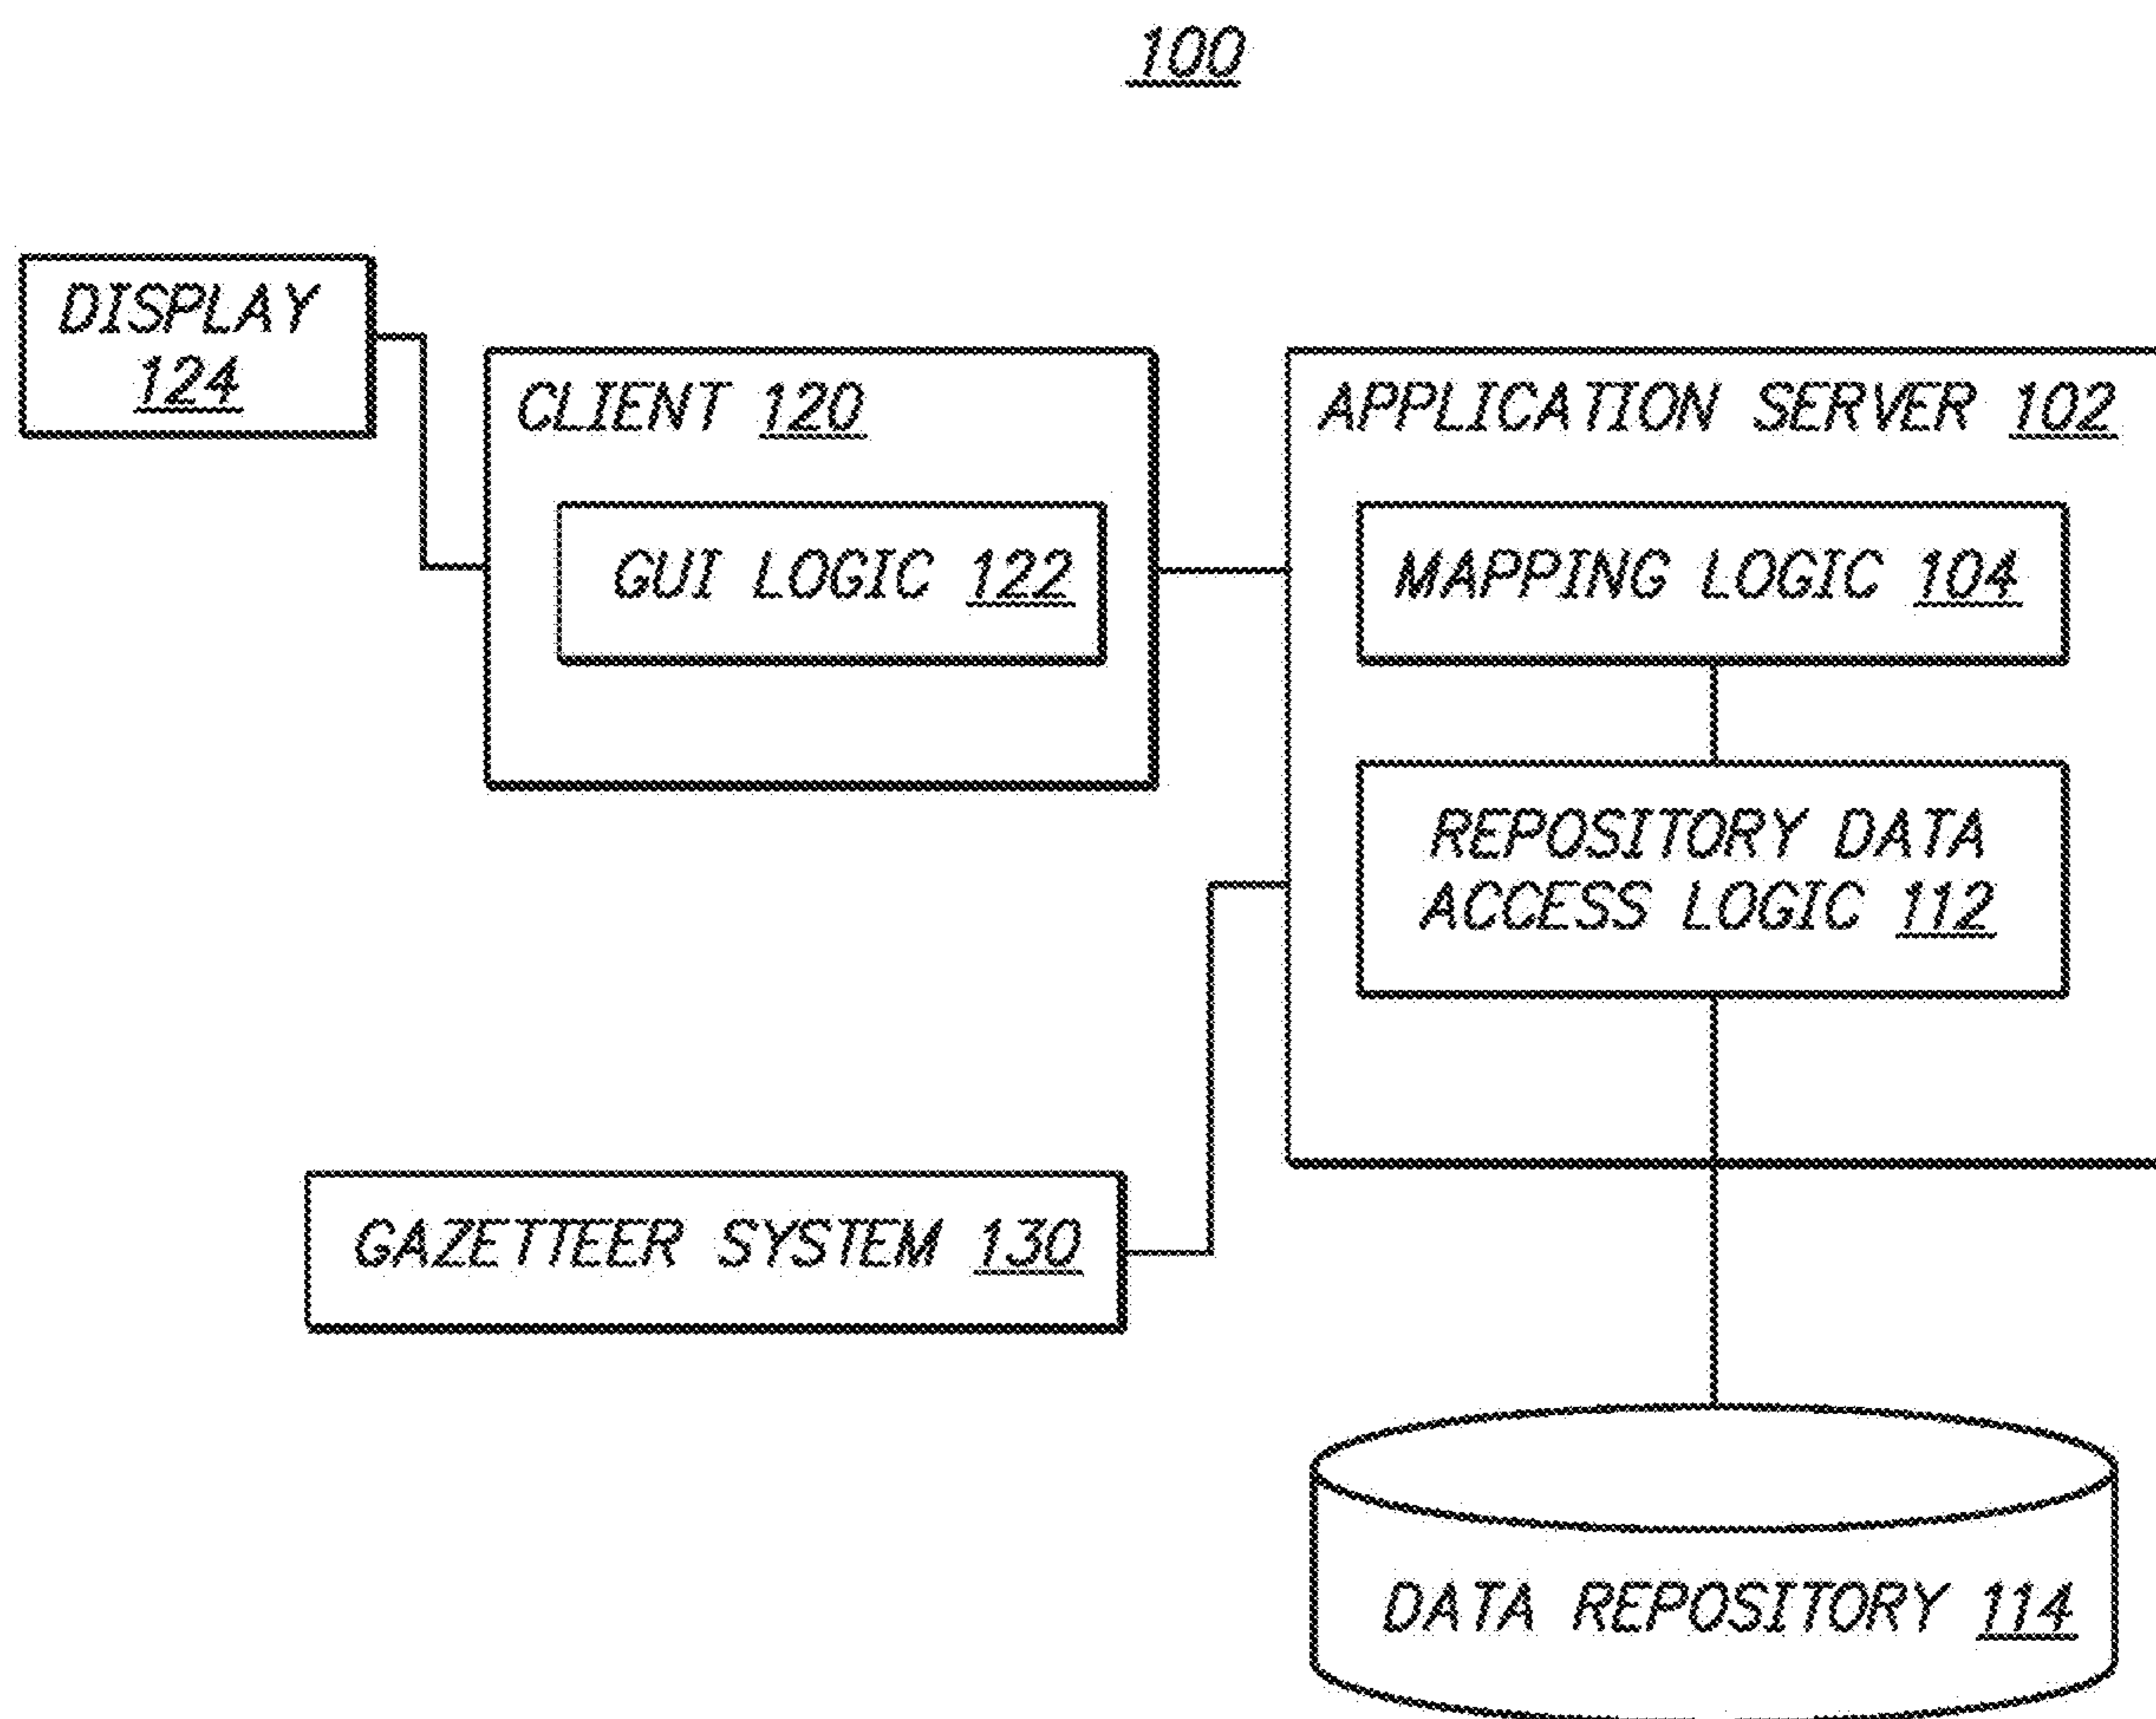 100
DISPLAY
124
CLIENT 120
GUI LOGIC 122
APPLICATION SERVER 102
MAPPING LOGIC 104
REPOSITORY DATA
ACCESS LOGIC 112
GAZETTEER SYSTEM 130
DATA REPOSITORY 114